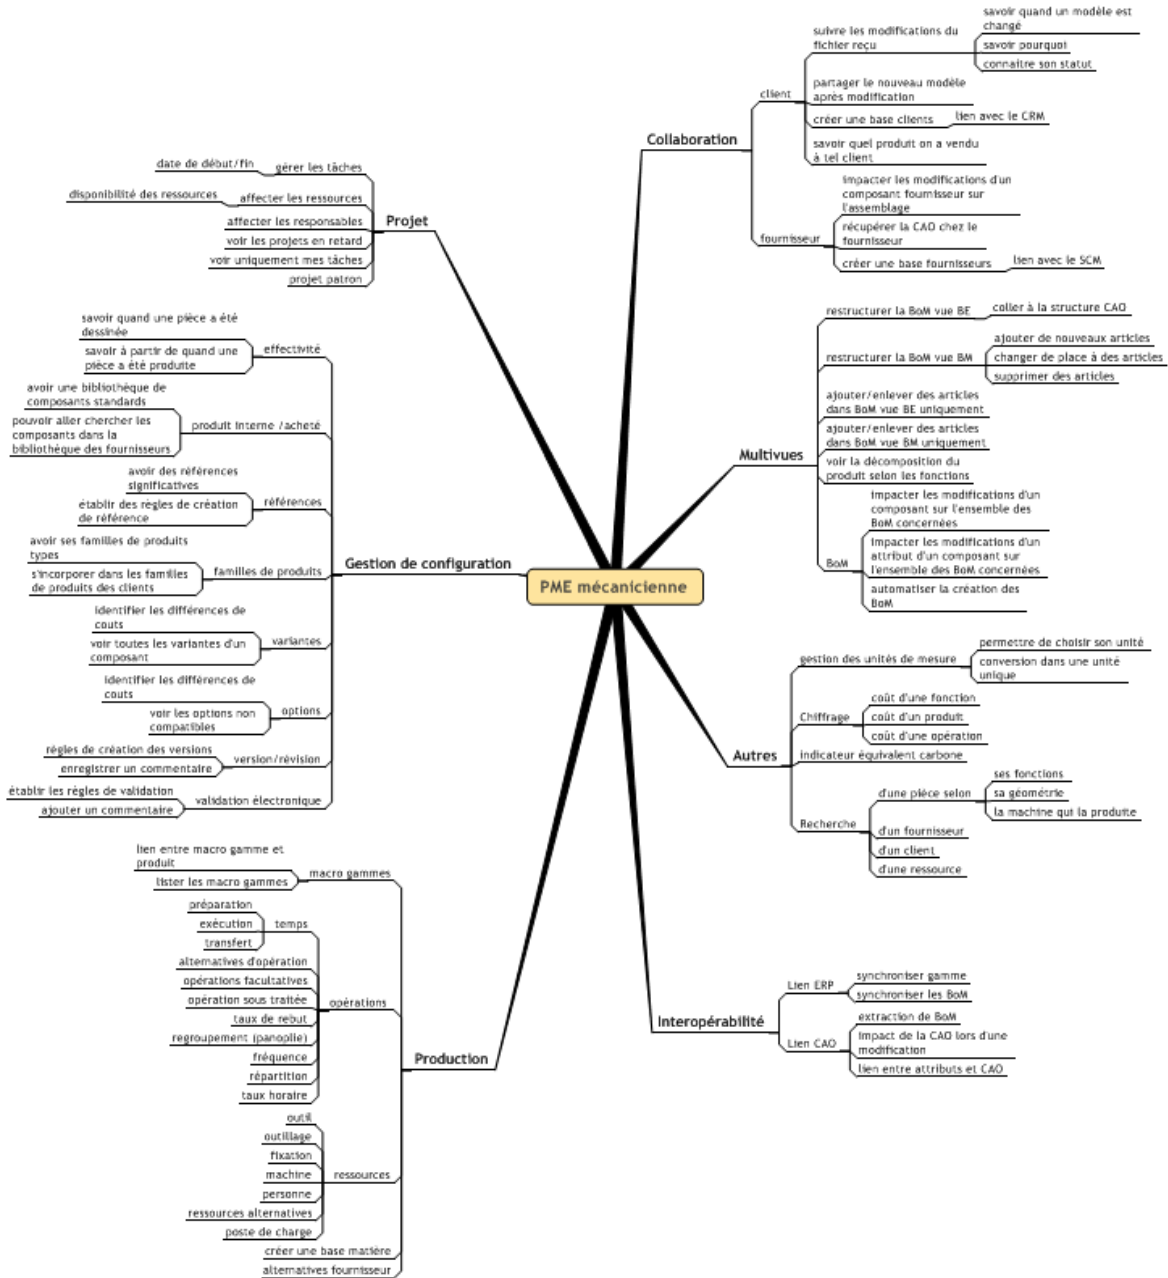 PME mécanicienne
Collaboration
client
suivre les modifications du
fichier reçu
savoir quand un modèle est
changé
savoir pourquoi
connaitre son statut
partager le nouveau modèle
après modification
créer une base clients
lien avec le CRM
savoir quel produit on a vendu
à tel client
fournisseur
impacter les modifications d'un
composant fournisseur sur
l'assemblage
récupérer la CAO chez le
fournisseur
créer une base fournisseurs
lien avec le SCM
Multivues
restructurer la BoM vue BE
coller à la structure CAO
restructurer la BoM vue BM
ajouter de nouveaux articles
changer de place à des articles
supprimer des articles
ajouter/enlever des articles
dans BoM vue BE uniquement
ajouter/enlever des articles
dans BoM vue BM uniquement
voir la décomposition du
produit selon les fonctions
BoM
impacter les modifications d'un
composant sur l'ensemble des
BoM concernées
impacter les modifications d'un
attribut d'un composant sur
l'ensemble des BoM concernées
automatiser la création des
BoM
Autres
gestion des unités de mesure
permettre de choisir son unité
conversion dans une unité
unique
Chiffrage
coût d'une fonction
coût d'un produit
coût d'une opération
indicateur équivalent carbone
Recherche
d'une pièce selon
ses fonctions
sa géométrie
la machine qui la produite
d'un fournisseur
d'un client
d'une ressource
Interopérabilité
Lien ERP
synchroniser gamme
synchroniser les BoM
Lien CAO
extraction de BoM
impact de la CAO lors d'une
modification
lien entre attributs et CAO
Projet
gérer les tâches
date de début/fin
affecter les ressources
disponibilité des ressources
affecter les responsables
voir les projets en retard
voir uniquement mes tâches
projet patron
Gestion de configuration
effectivité
savoir quand une pièce a été
dessinée
savoir à partir de quand une
pièce a été produite
produit interne /acheté
avoir une bibliothèque de
composants standards
pouvoir aller chercher les
composants dans la
bibliothèque des fournisseurs
références
avoir des références
significatives
établir des règles de création
de référence
familles de produits
avoir ses familles de produits
types
s'incorporer dans les familles
de produits des clients
variantes
identifier les différences de
couts
voir toutes les variantes d'un
composant
options
identifier les différences de
couts
voir les options non
compatibles
version/révision
règles de création des versions
enregistrer un commentaire
validation électronique
établir les règles de validation
ajouter un commentaire
Production
macro gammes
lien entre macro gamme et
produit
lister les macro gammes
opérations
temps
préparation
exécution
transfert
alternatives d'opération
opérations facultatives
opération sous traitée
taux de rebut
regroupement (panoplie)
fréquence
répartition
taux horaire
ressources
outil
outillage
fixation
machine
personne
ressources alternatives
poste de charge
créer une base matière
alternatives fournisseur